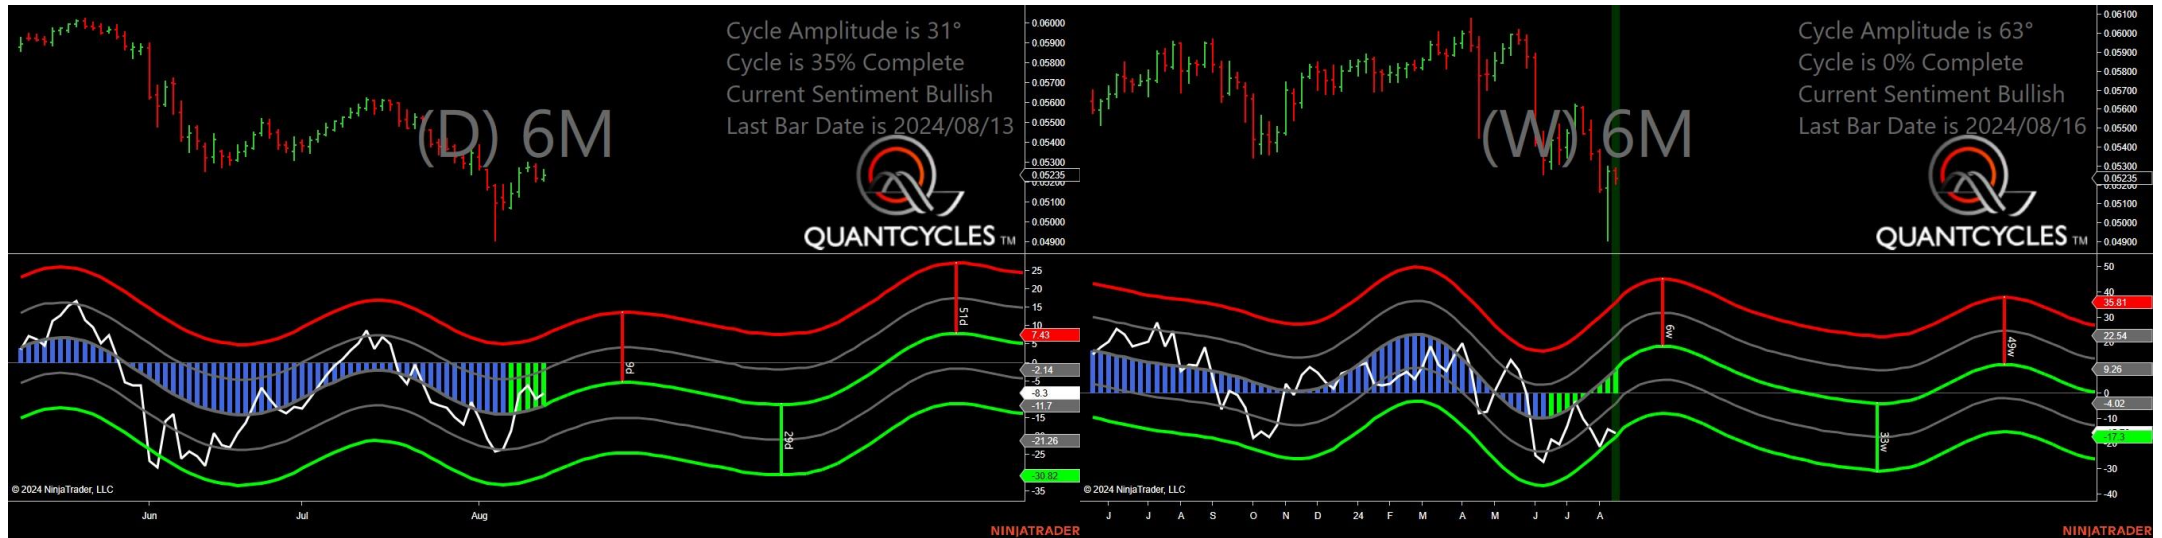 Cycle Amplitude is 31°
Cycle is 35% Complete
Current Sentiment Bullish
Last Bar Date is 2024/08/13
(D) 6M
QUANTCYCLES TM
0.06000
0.05900
0.05800
0.05700
0.05600
0.05500
0.05400
0.05300
0.05235
0.05200
0.05100
0.05000
0.04900
25
20
15
10
7.43
5
0
-2.14
-5
-8.3
-11.7
-15
-21.26
-25
-30.82
-35
9d
29d
51d
© 2024 NinjaTrader, LLC
Jun
Jul
Aug
NINJATRADER
Cycle Amplitude is 63°
Cycle is 0% Complete
Current Sentiment Bullish
Last Bar Date is 2024/08/16
(W) 6M
QUANTCYCLES TM
0.06100
0.06000
0.05900
0.05800
0.05700
0.05600
0.05500
0.05400
0.05300
0.05235
0.05200
0.05100
0.05000
0.04900
50
40
35.81
30
22.54
20
9.26
0
-4.02
-10
-17.3
-20
-30
-40
6w
33w
49w
© 2024 NinjaTrader, LLC
J
J
A
S
O
N
D
24
F
M
A
M
J
J
A
NINJATRADER